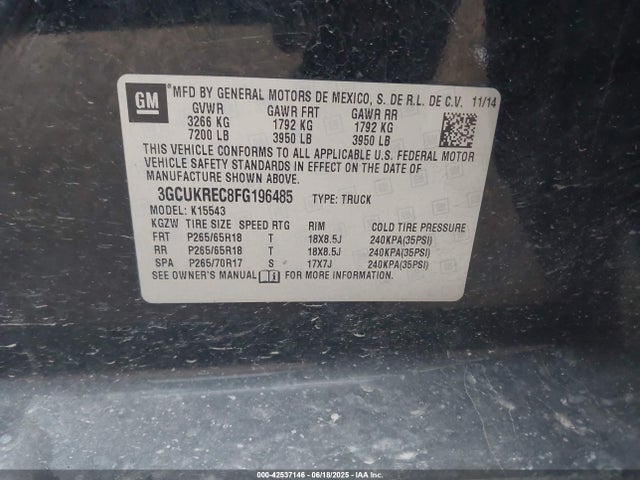 GM
MFD BY GENERAL MOTORS DE MEXICO, S. DE R.L. DE C.V. 11/14
GVWR GAWR FRT GAWR RR
3266 KG 1792 KG 1792 KG
7200 LB 3950 LB 3950 LB
THIS VEHICLE CONFORMS TO ALL APPLICABLE U.S. FEDERAL MOTOR
VEHICLE SAFETY STANDARDS IN EFFECT ON THE DATE OF
MANUFACTURE SHOWN ABOVE.
3GCUKREC8FG196485 TYPE: TRUCK
MODEL: K15543
KGZW TIRE SIZE SPEED RTG RIM COLD TIRE PRESSURE
FRT P265/65R18 T 18X8.5J 240KPA(35PSI)
RR P265/65R18 T 18X8.5J 240KPA(35PSI)
SPA P265/70R17 S 17X7J 240KPA(35PSI)
SEE OWNER'S MANUAL FOR MORE INFORMATION.
000-42537146 - 06/18/2025 - IAAI.COM